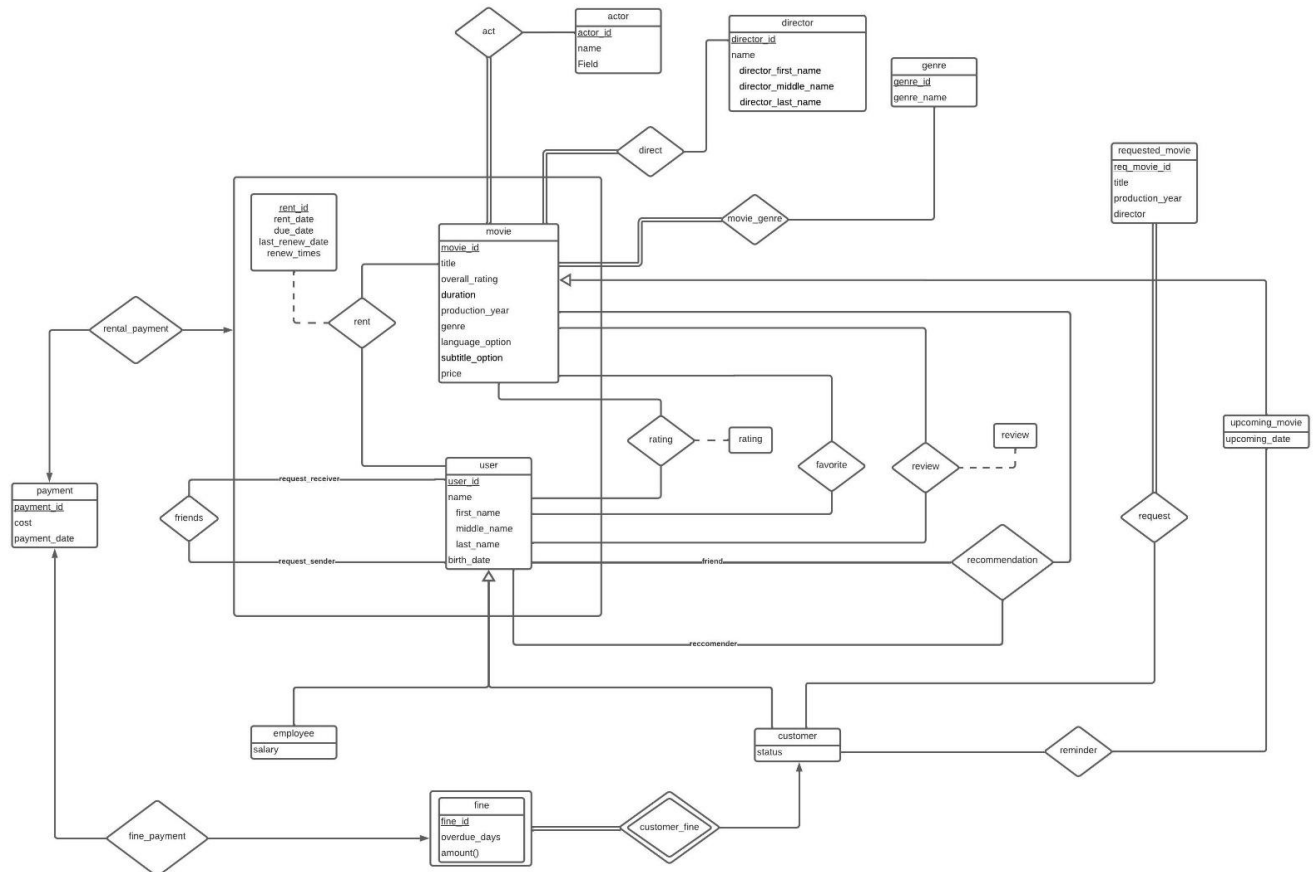 act
actor
actor_id
name
Field
director
director_id
name
director_first_name
director_middle_name
director_last_name
genre
genre_id
genre_name
direct
requested_movie
req_movie_id
title
production_year
director
movie_genre
rent_id
rent_date
due_date
last_renew_date
renew_times
movie
movie_id
title
overall_rating
duration
production_year
genre
language_option
subtitle_option
price
rental_payment
rent
rating
rating
favorite
review
review
upcoming_movie
upcoming_date
user
user_id
name
first_name
middle_name
last_name
birth_date
request_receiver
friends
request_sender
payment
payment_id
cost
payment_date
request
friend
recommendation
reccomender
employee
salary
customer
status
reminder
fine_payment
fine
fine_id
overdue_days
amount()
customer_fine